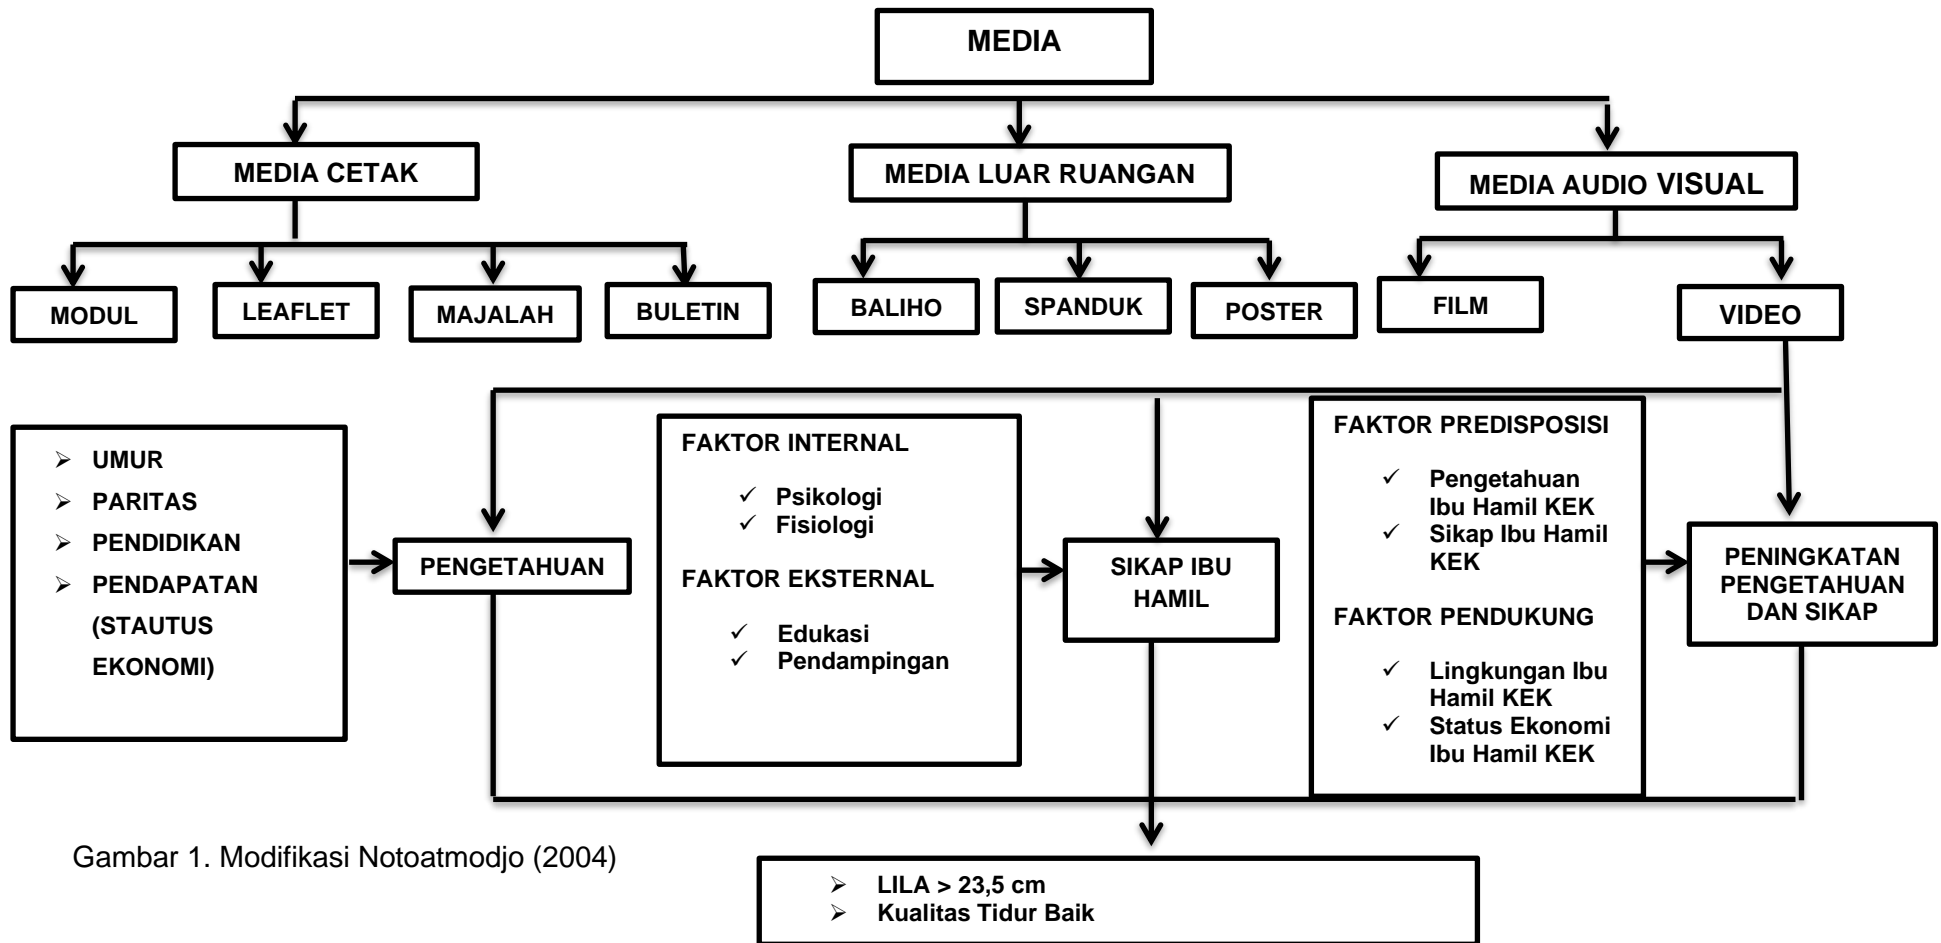 MEDIA
MEDIA CETAK
MEDIA LUAR RUANGAN
MEDIA AUDIO VISUAL
MODUL
LEAFLET
MAJALAH
BULETIN
BALIHO
SPANDUK
POSTER
FILM
VIDEO
➢ UMUR
➢ PARITAS
➢ PENDIDIKAN
➢ PENDAPATAN
(STAUTUS
EKONOMI)
PENGETAHUAN
FAKTOR INTERNAL
✓ Psikologi
✓ Fisiologi
FAKTOR EKSTERNAL
✓ Edukasi
✓ Pendampingan
SIKAP IBU
HAMIL
FAKTOR PREDISPOSISI
✓ Pengetahuan
Ibu Hamil KEK
✓ Sikap Ibu Hamil
KEK
FAKTOR PENDUKUNG
✓ Lingkungan Ibu
Hamil KEK
✓ Status Ekonomi
Ibu Hamil KEK
PENINGKATAN
PENGETAHUAN
DAN SIKAP
Gambar 1. Modifikasi Notoatmodjo (2004)
➢ LILA > 23,5 cm
➢ Kualitas Tidur Baik